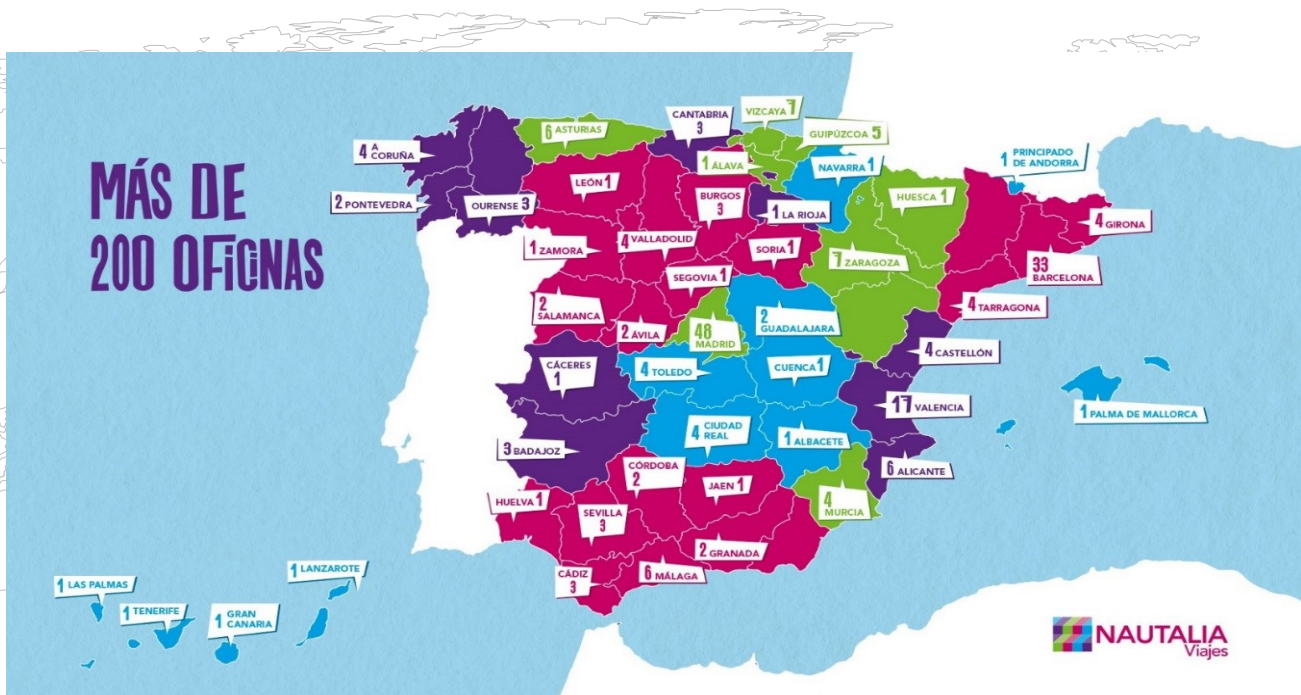 MÁS DE
200 OFICINAS
4 A
CORUÑA
2 PONTEVEDRA
OURENSE 3
6 ASTURIAS
CANTABRIA
3
VIZCAYA 7
GUIPÚZCOA 5
1 ÁLAVA
NAVARRA 1
1 PRINCIPADO
DE ANDORRA
LEÓN 1
BURGOS
3
1 LA RIOJA
HUESCA 1
4 GIRONA
1 ZAMORA
4 VALLADOLID
SORIA 1
7 ZARAGOZA
33
BARCELONA
SEGOVIA 1
2
SALAMANCA
2 ÁVILA
48
MADRID
2
GUADALAJARA
4 TARRAGONA
CÁCERES
1
4 TOLEDO
CUENCA 1
4 CASTELLÓN
17 VALENCIA
1 PALMA DE MALLORCA
3 BADAJOZ
4 CIUDAD
REAL
1 ALBACETE
6 ALICANTE
CÓRDOBA
2
JAEN 1
4
MURCIA
HUELVA 1
SEVILLA
3
2 GRANADA
CÁDIZ
3
6 MÁLAGA
1 LAS PALMAS
1 TENERIFE
1 GRAN
CANARIA
1 LANZAROTE
NAUTALIA
Viajes